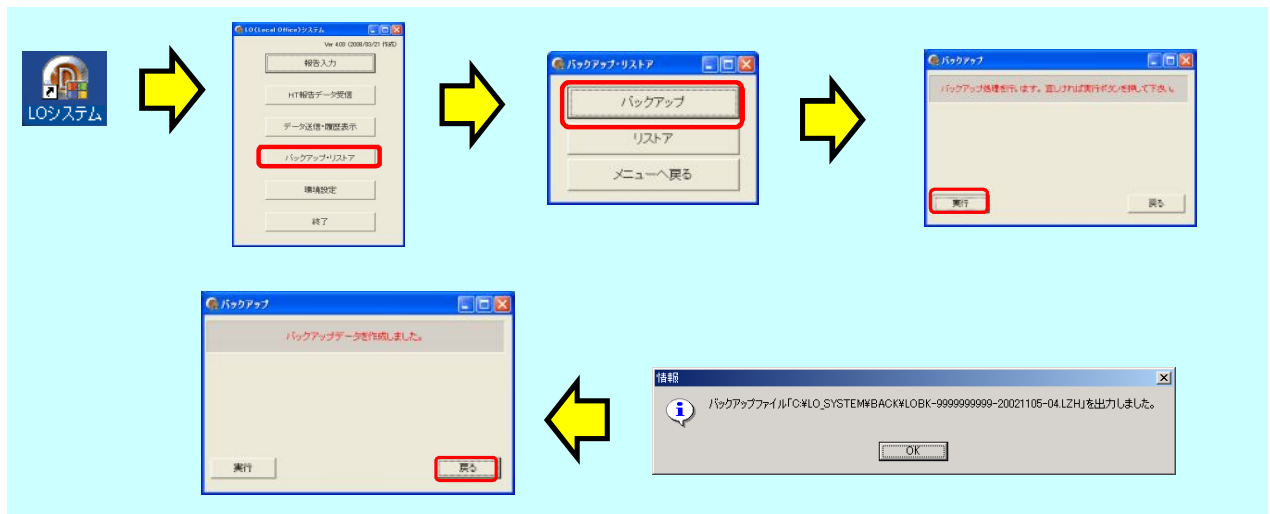 LOシステム
LO(Local Office)システム
Ver 4.00 (2008/03/21 作成)
報告入力
HT報告データ受信
データ送信・履歴表示
バックアップ・リストア
環境設定
終了
バックアップ・リストア
バックアップ
リストア
メニューへ戻る
バックアップ
バックアップ処理を行います。宜しければ実行ボタンを押して下さい。
実行
戻る
情報
バックアップファイル「C:¥LO_SYSTEM¥BACK¥LOBK-9999999999-20021105-04.LZH」を出力しました。
OK
バックアップ
バックアップデータを作成しました。
実行
戻る